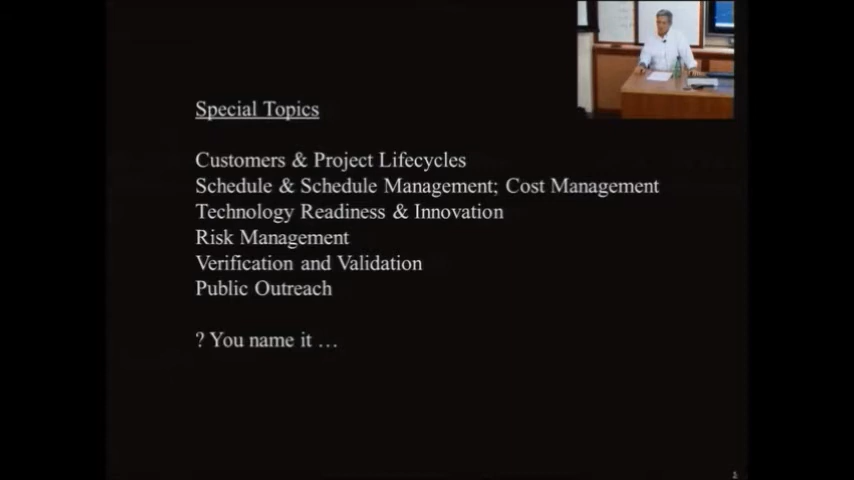 Special Topics
Customers & Project Lifecycles
Schedule & Schedule Management; Cost Management
Technology Readiness & Innovation
Risk Management
Verification and Validation
Public Outreach
? You name it …